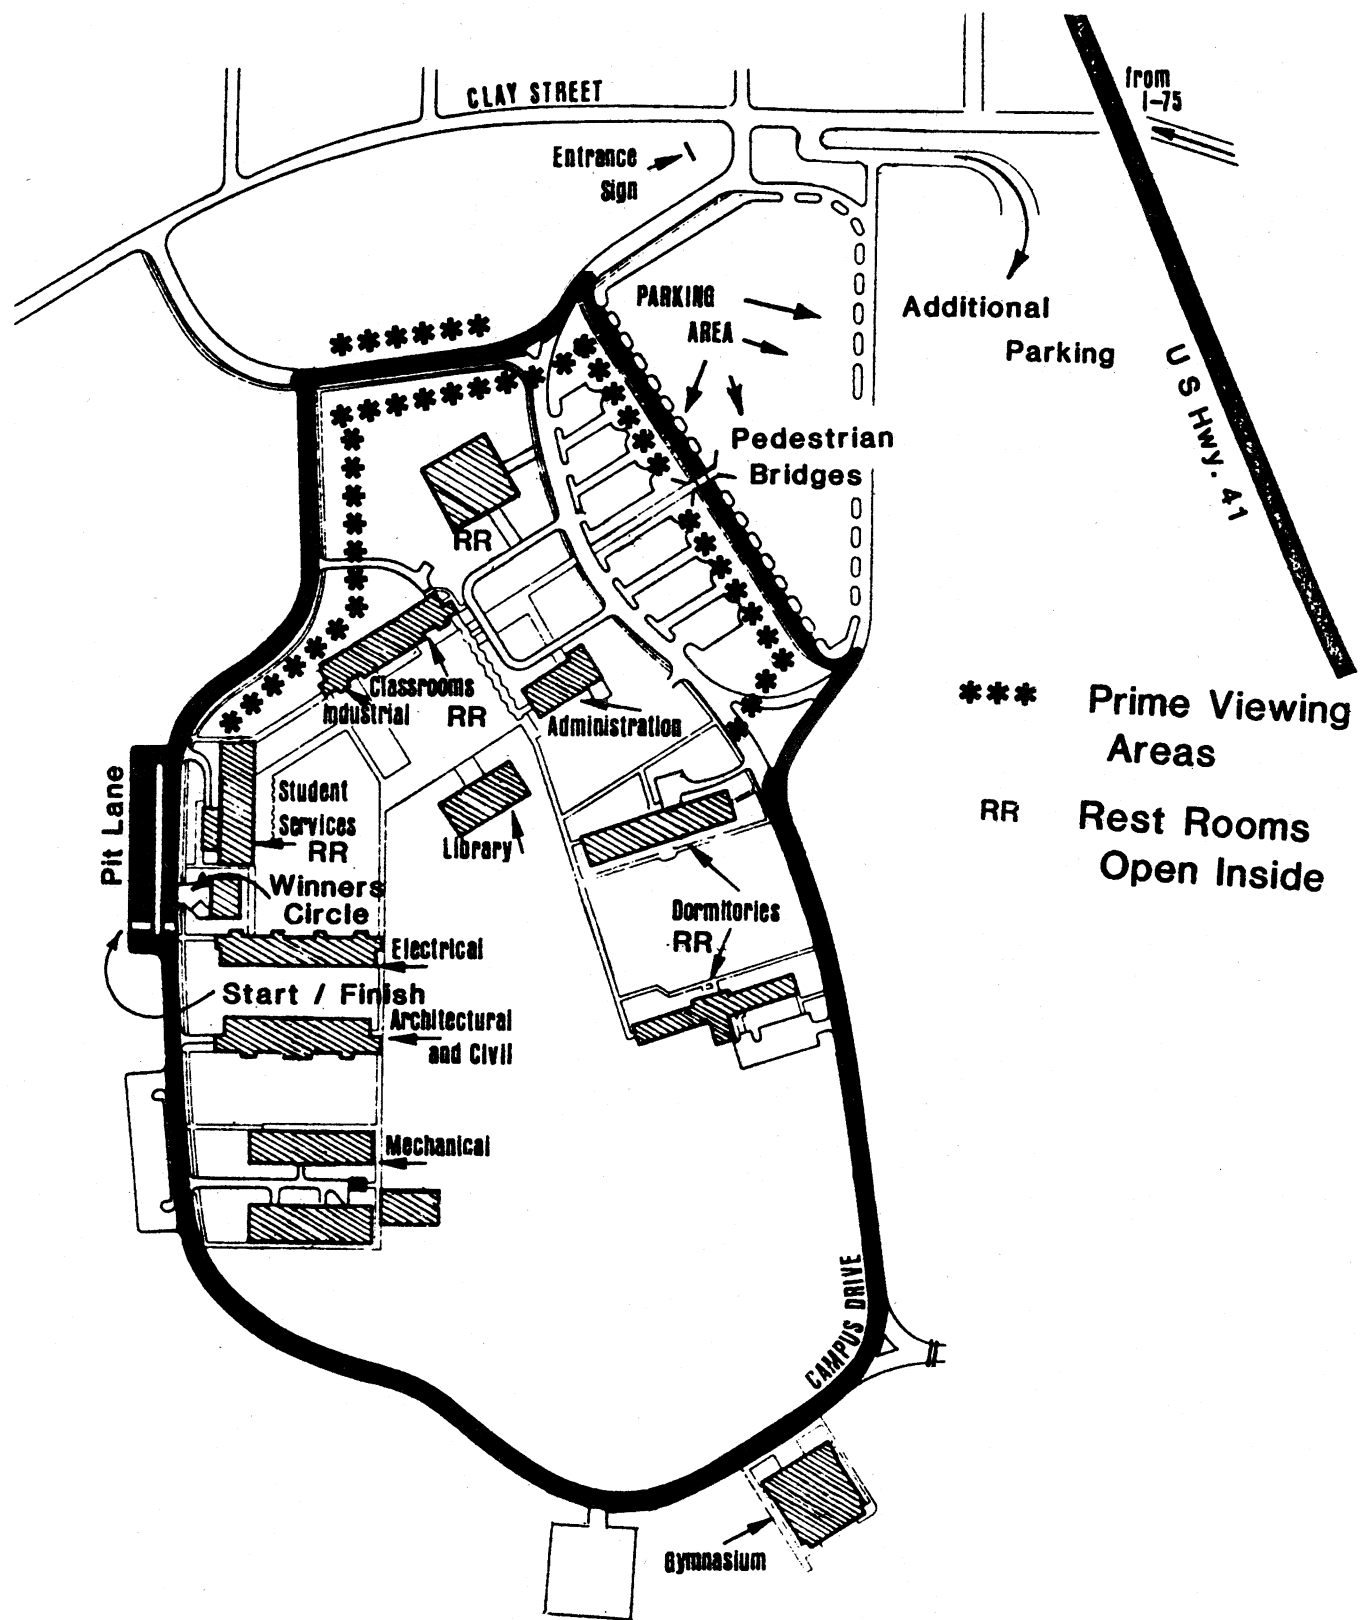 from
I-75
CLAY STREET
Entrance
Sign
PARKING
AREA
Additional
Parking
U S Hwy. 41
Pedestrian
Bridges
RR
Classrooms
Industrial
RR
Administration
*** Prime Viewing
Areas
RR Rest Rooms
Open Inside
Pit Lane
Student
Services
RR
Library
Winners
Circle
Dormitories
RR
Electrical
Start / Finish
Architectural
and Civil
Mechanical
CAMPUS DRIVE
Gymnasium